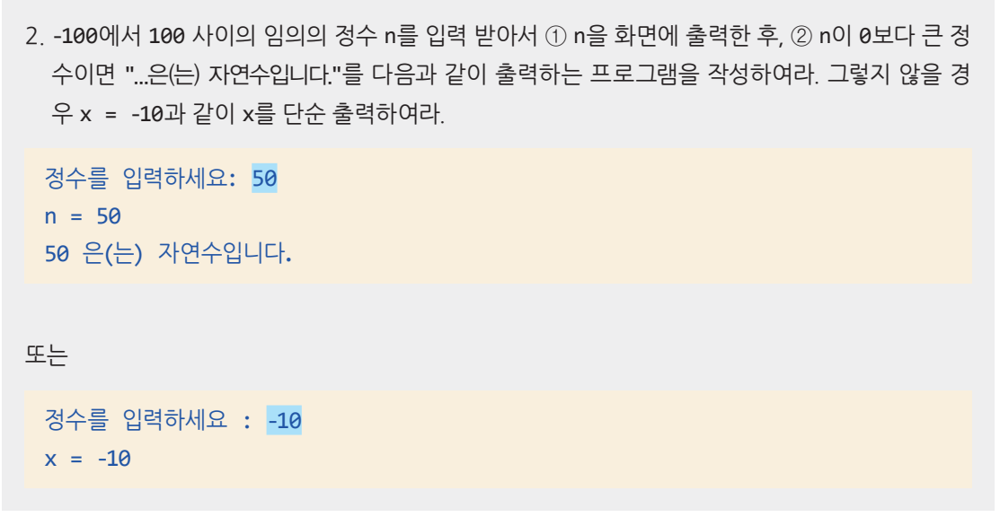 2. -100에서 100 사이의 임의의 정수 n를 입력 받아서 ① n을 화면에 출력한 후, ② n이 0보다 큰 정
수이면 "...은(는) 자연수입니다."를 다음과 같이 출력하는 프로그램을 작성하여라. 그렇지 않을 경
우 x = -10과 같이 x를 단순 출력하여라.
정수를 입력하세요: 50
n = 50
50 은(는) 자연수입니다.
또는
정수를 입력하세요 : -10
x = -10